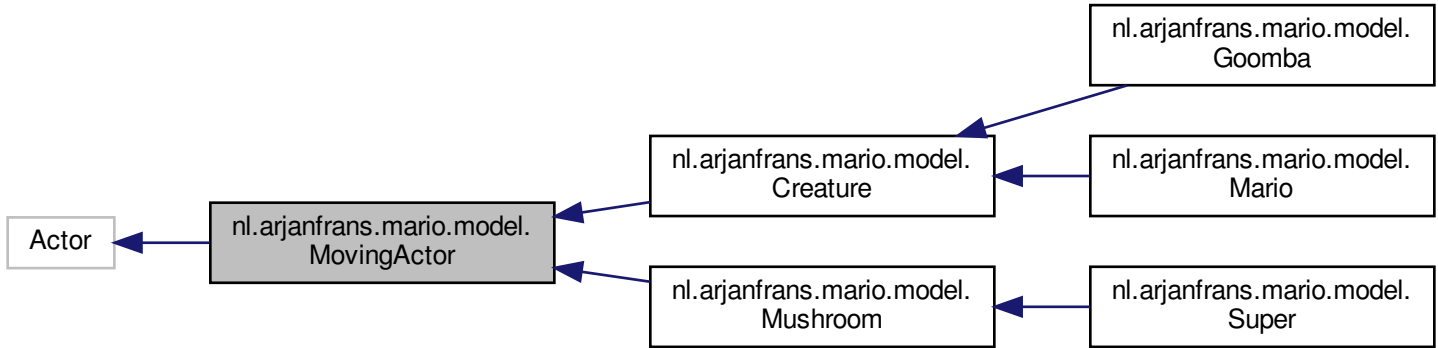 Actor
nl.arjanfrans.mario.model.
MovingActor
nl.arjanfrans.mario.model.
Creature
nl.arjanfrans.mario.model.
Mushroom
nl.arjanfrans.mario.model.
Goomba
nl.arjanfrans.mario.model.
Mario
nl.arjanfrans.mario.model.
Super